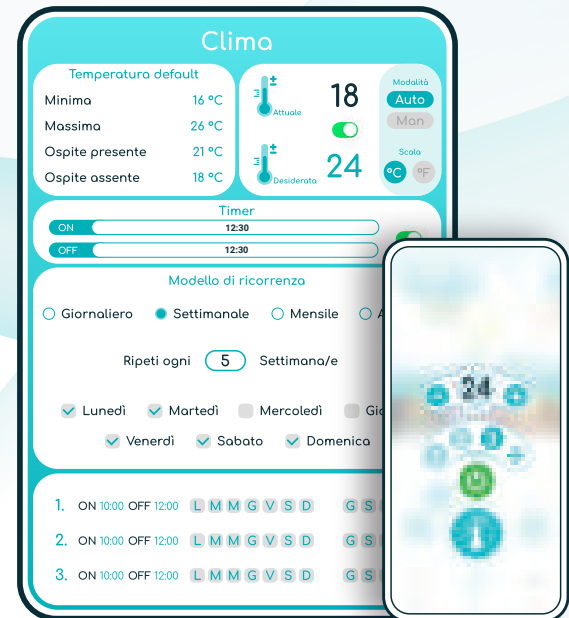 Clima
Temperatura default
Minima 16 °C
Massima 26 °C
Ospite presente 21 °C
Ospite assente 18 °C
Attuale 18
Desiderata 24
Modalità
Auto
Man
Scala
°C °F
Timer
ON 12:30
OFF 12:30
Modello di ricorrenza
Giornaliero Settimanale Mensile A
Ripeti ogni 5 Settimana/e
Lunedì Martedì Mercoledì Gio
Venerdì Sabato Domenica
1. ON 10:00 OFF 12:00 L M M G V S D G S
2. ON 10:00 OFF 12:00 L M M G V S D G S
3. ON 10:00 OFF 12:00 L M M G V S D G S
24